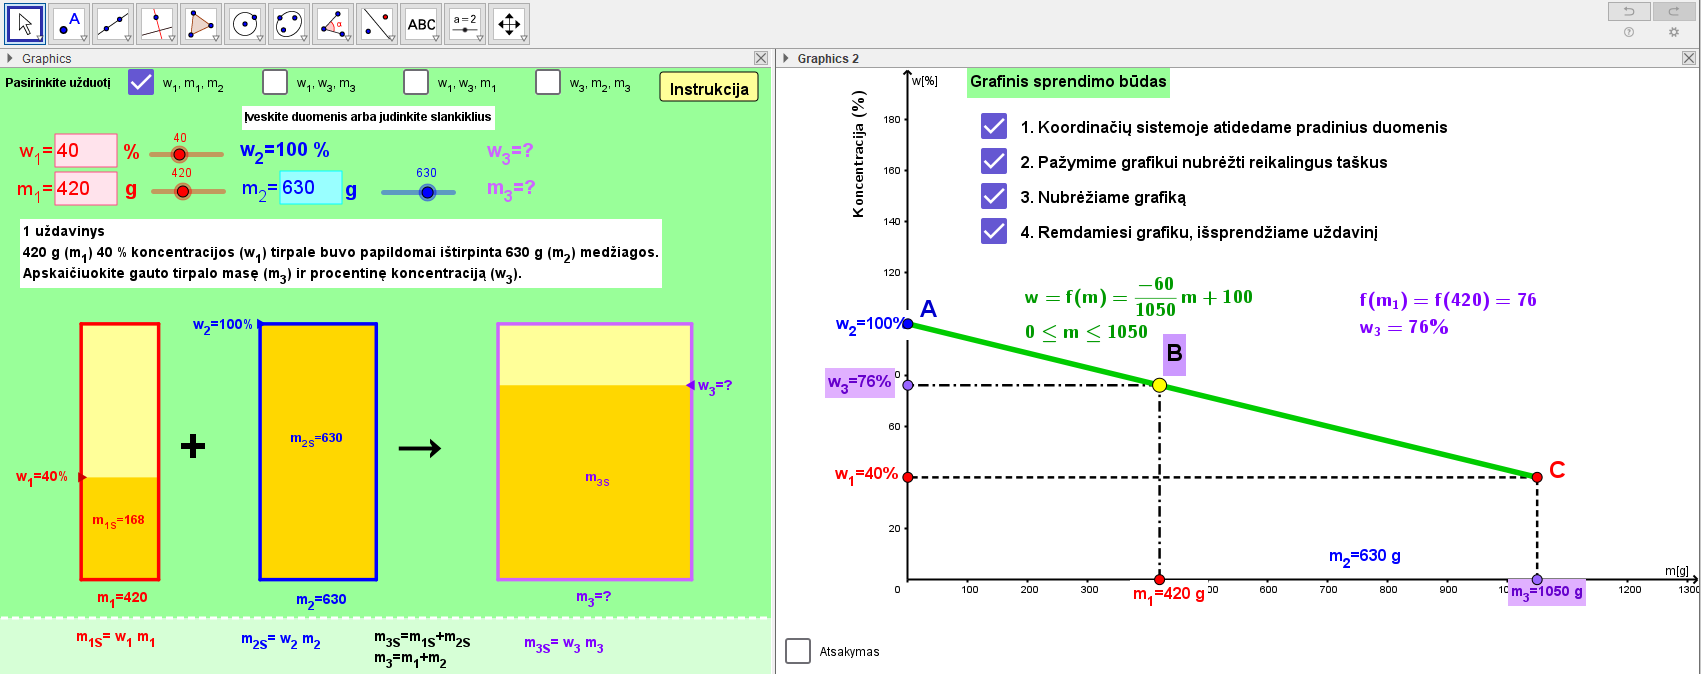 A
ABC
a=2
α
Graphics
Graphics 2
Pasirinkite užduotį
w1, m1, m2
w1, w3, m3
w1, w3, m1
w3, m2, m3
Instrukcija
Įveskite duomenis arba judinkite slankiklius
w1= 40 %
40
w2=100 %
w3=?
m1= 420 g
420
m2= 630 g
630
m3=?
1 uždavinys
420 g (m1) 40 % koncentracijos (w1) tirpale buvo papildomai ištirpinta 630 g (m2) medžiagos.
Apskaičiuokite gauto tirpalo masę (m3) ir procentinę koncentraciją (w3).
w2=100%
m2S=630
w3=?
w1=40%
m3S
m1S=168
m1=420
m2=630
m3=?
m1S= w1 m1
m2S= w2 m2
m3S=m1S+m2S
m3=m1+m2
m3S= w3 m3
w[%]
Koncentracija (%)
Grafinis sprendimo būdas
1. Koordinačių sistemoje atidedame pradinius duomenis
2. Pažymime grafikui nubrėžti reikalingus taškus
3. Nubrėžiame grafiką
4. Remdamiesi grafiku, išsprendžiame uždavinį
180
160
140
120
60
20
0
w = f(m) = −60/1050 m + 100
0 ≤ m ≤ 1050
f(m1) = f(420) = 76
w3 = 76%
w2=100%
A
B
w3=76%
w1=40%
C
m2=630 g
m[g]
0 100 200 300 400 600 700 800 900 1200 1300
m1=420 g
m3=1050 g
Atsakymas